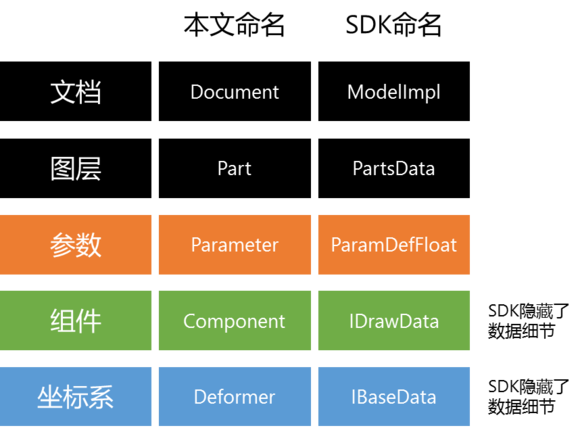 本文命名 SDK命名
文档 Document ModelImpl
图层 Part PartsData
参数 Parameter ParamDefFloat
组件 Component IDrawData SDK隐藏了
数据细节
坐标系 Deformer IBaseData SDK隐藏了
数据细节